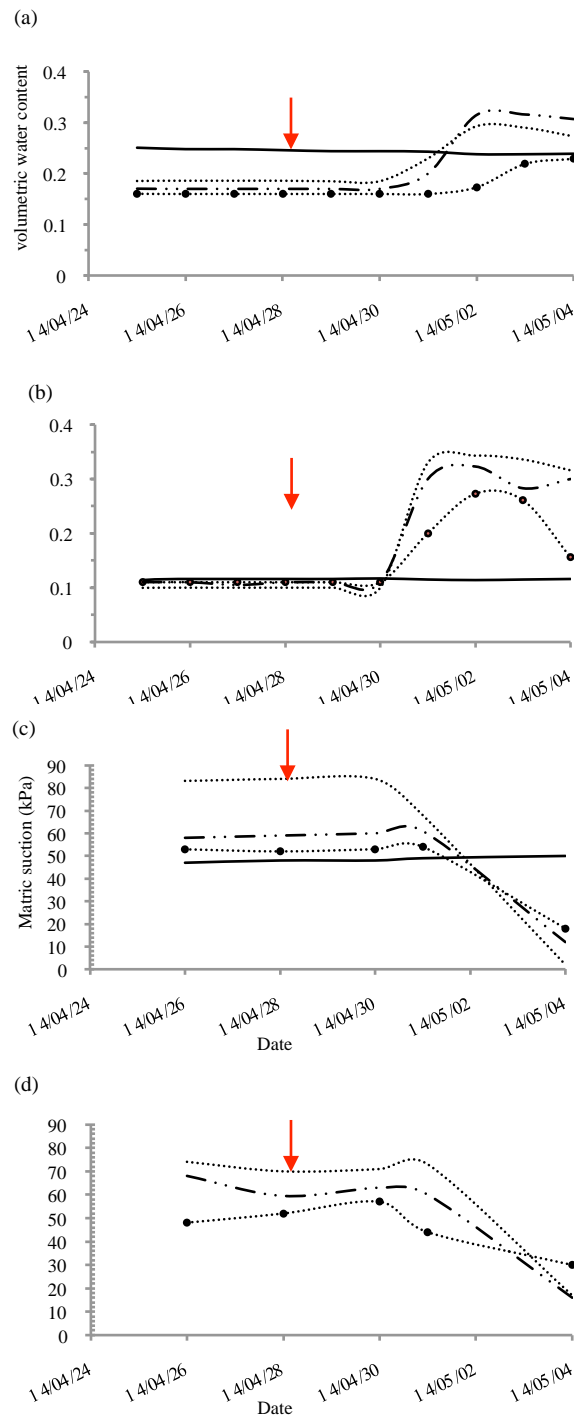 (a)
volumetric water content
0.4
0.3
0.2
0.1
0
1 4/04 /24
1 4/04 /26
1 4/04 /28
1 4/04 /30
1 4/05 /02
1 4/05 /04
(b)
0.4
0.3
0.2
0.1
0
1 4/04 /24
1 4/04 /26
1 4/04 /28
1 4/04 /30
1 4/05 /02
1 4/05 /04
(c)
Matric suction (kPa)
90
80
70
60
50
40
30
20
10
0
1 4/04 /24
1 4/04 /26
1 4/04 /28
1 4/04 /30
1 4/05 /02
1 4/05 /04
Date
(d)
90
80
70
60
50
40
30
20
10
0
1 4/04 /24
1 4/04 /26
1 4/04 /28
1 4/04 /30
1 4/05 /02
1 4/05 /04
Date